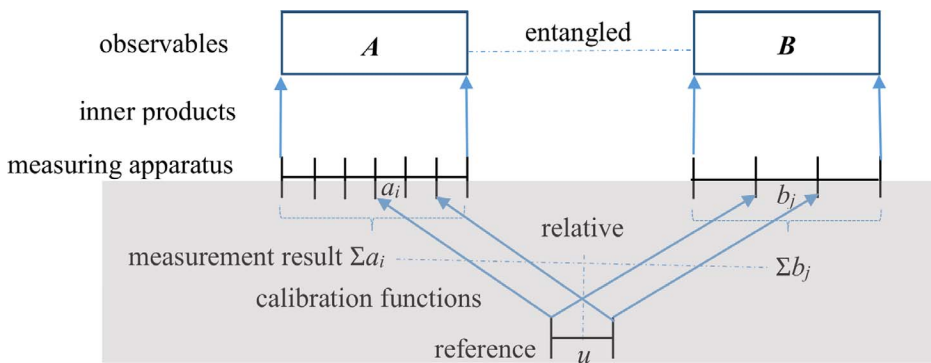 observables A entangled B
inner products
measuring apparatus
aᵢ bⱼ
relative
measurement result Σaᵢ Σbⱼ
calibration functions
reference u